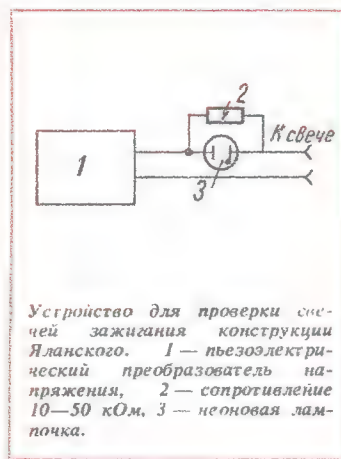 2
К свече
1
3
Устройство для проверки све-
чей зажигания конструкции
Яланского. 1 — пьезоэлектри-
ческий преобразователь на-
пряжения, 2 — сопротивление
10—50 кОм, 3 — неоновая лам-
почка.